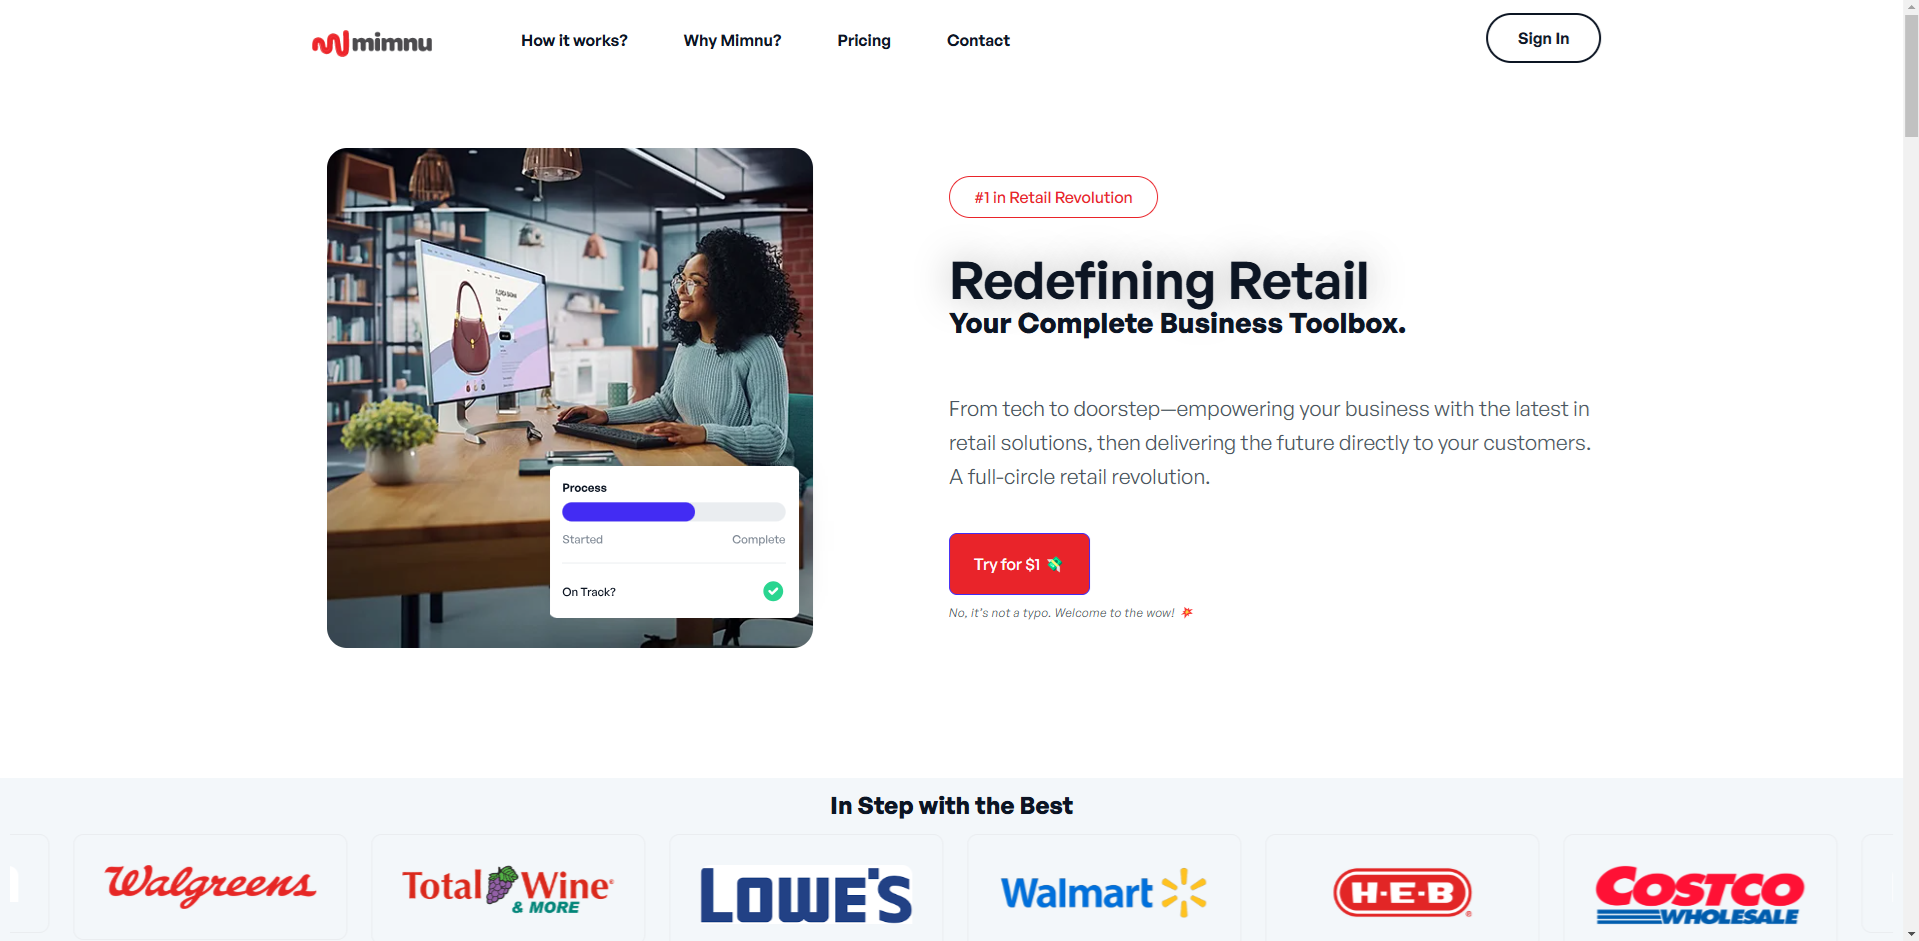 mimnu
How it works?
Why Mimnu?
Pricing
Contact
Sign In
#1 in Retail Revolution
Redefining Retail
Your Complete Business Toolbox.
From tech to doorstep—empowering your business with the latest in
retail solutions, then delivering the future directly to your customers.
A full-circle retail revolution.
Try for $1 💸
No, it's not a typo. Welcome to the wow! 💥
Process
Started
Complete
On Track?
In Step with the Best
Walgreens
Total Wine
& MORE
LOWE'S
Walmart
H-E-B
COSTCO
WHOLESALE